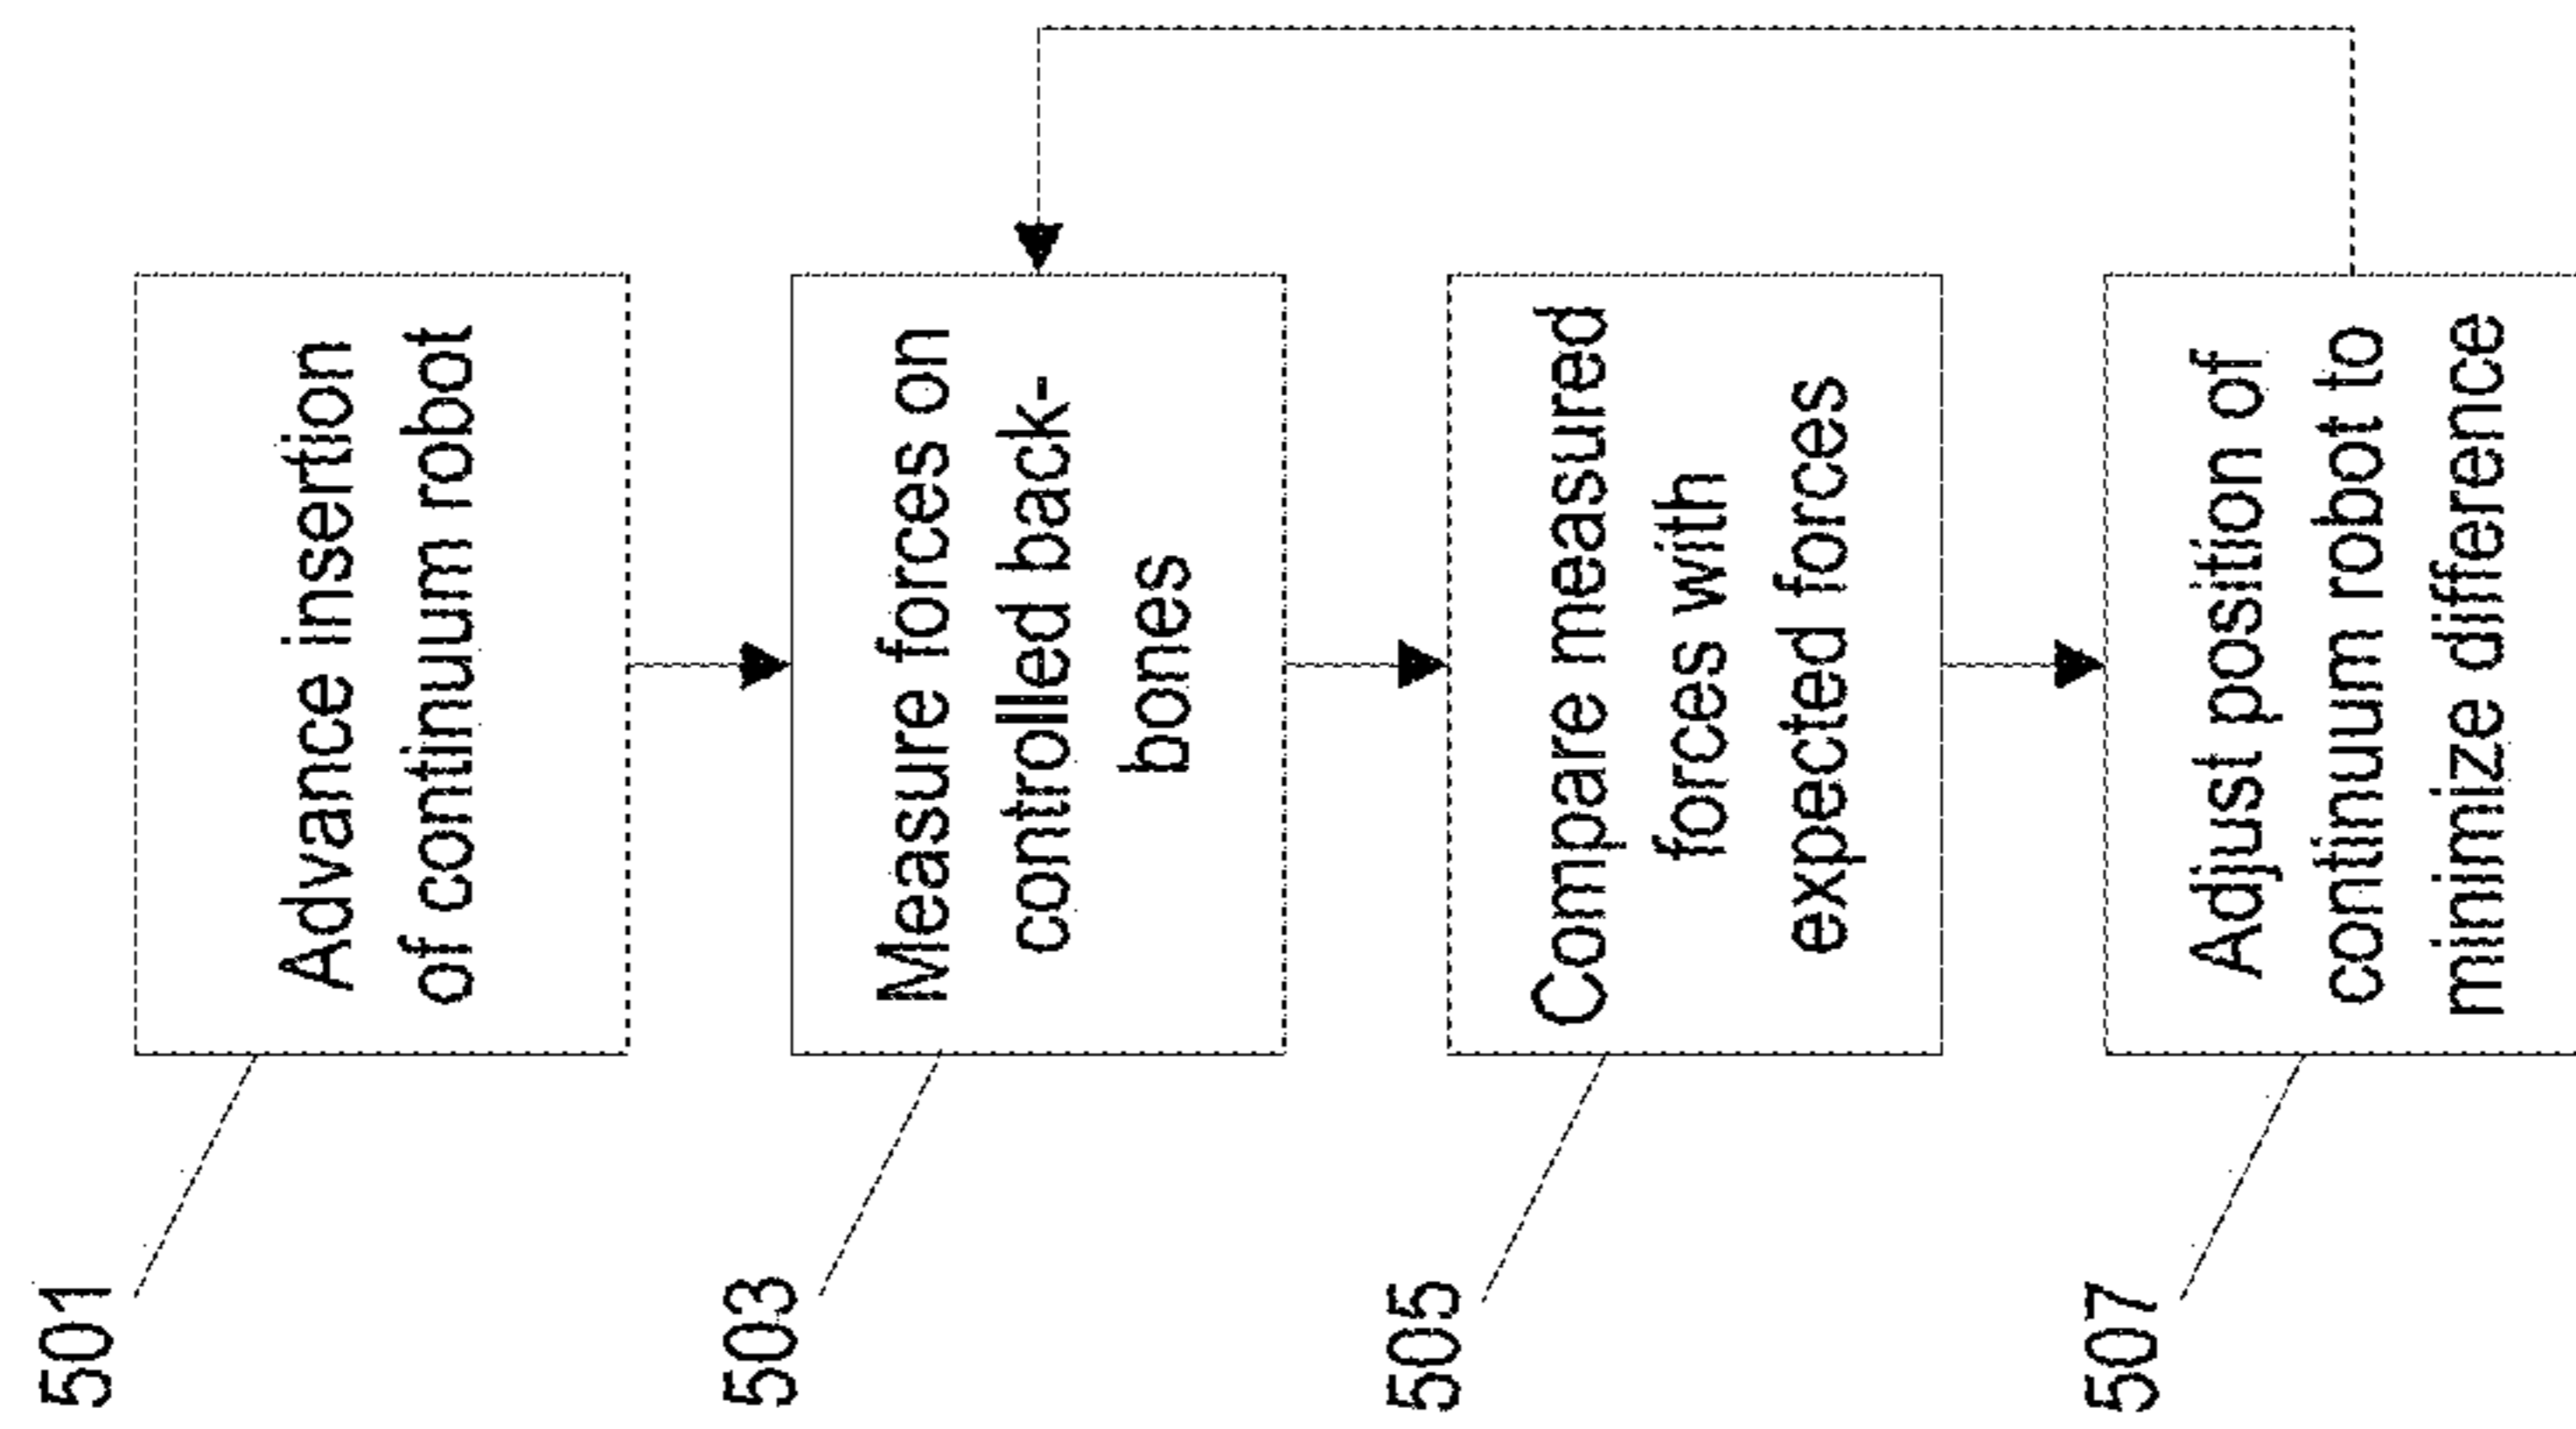 501
Advance insertion
of continuum robot
503
Measure forces on
controlled back-
bones
505
Compare measured
forces with
expected forces
507
Adjust position of
continuum robot to
minimize difference